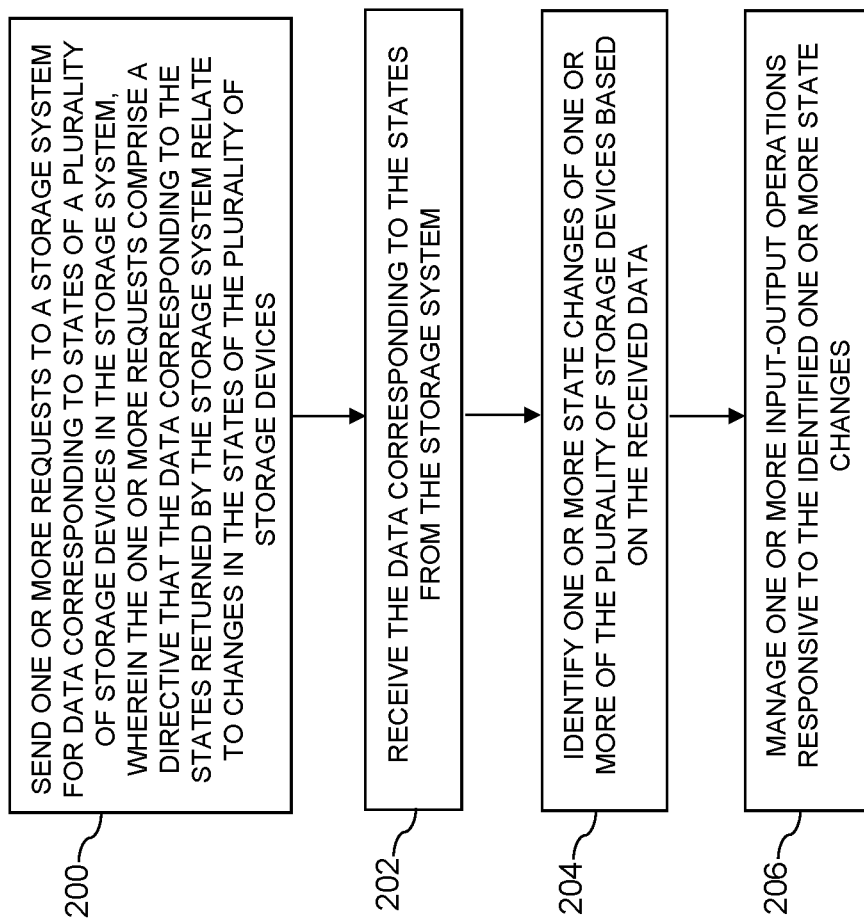 SEND ONE OR MORE REQUESTS TO A STORAGE SYSTEM
FOR DATA CORRESPONDING TO STATES OF A PLURALITY
OF STORAGE DEVICES IN THE STORAGE SYSTEM,
WHEREIN THE ONE OR MORE REQUESTS COMPRISE A
DIRECTIVE THAT THE DATA CORRESPONDING TO THE
STATES RETURNED BY THE STORAGE SYSTEM RELATE
TO CHANGES IN THE STATES OF THE PLURALITY OF
STORAGE DEVICES
200
RECEIVE THE DATA CORRESPONDING TO THE STATES
FROM THE STORAGE SYSTEM
202
IDENTIFY ONE OR MORE STATE CHANGES OF ONE OR
MORE OF THE PLURALITY OF STORAGE DEVICES BASED
ON THE RECEIVED DATA
204
MANAGE ONE OR MORE INPUT-OUTPUT OPERATIONS
RESPONSIVE TO THE IDENTIFIED ONE OR MORE STATE
CHANGES
206